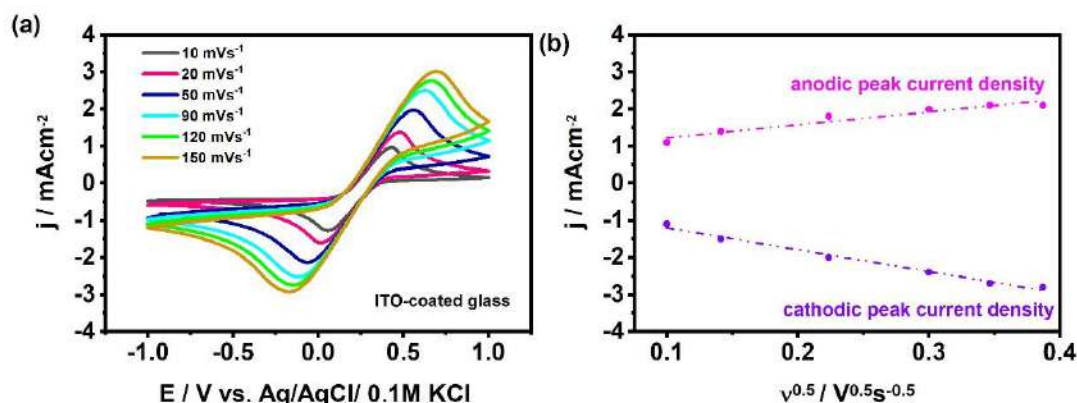 (a)
4
3
2
1
0
-1
-2
-3
-4
j / mAcm-2
10 mVs-1
20 mVs-1
50 mVs-1
90 mVs-1
120 mVs-1
150 mVs-1
ITO-coated glass
-1.0 -0.5 0.0 0.5 1.0
E / V vs. Ag/AgCl/ 0.1M KCl
(b)
4
3
2
1
0
-1
-2
-3
-4
j / mAcm-2
anodic peak current density
cathodic peak current density
0.1 0.2 0.3 0.4
ν0.5 / V0.5s-0.5